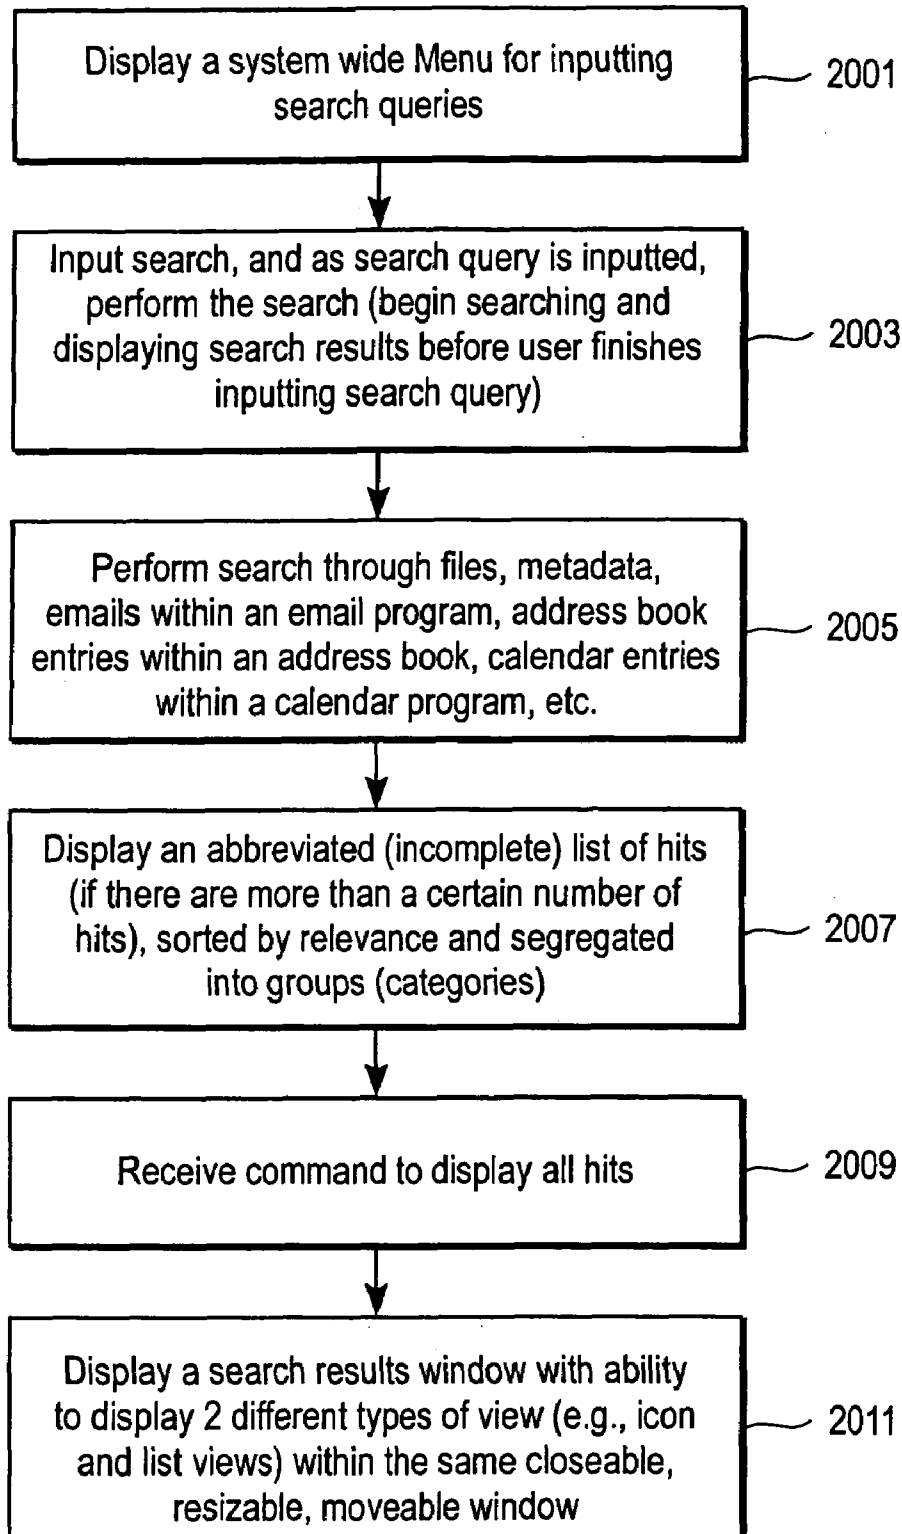 Display a system wide Menu for inputting
search queries
2001
Input search, and as search query is inputted,
perform the search (begin searching and
displaying search results before user finishes
inputting search query)
2003
Perform search through files, metadata,
emails within an email program, address book
entries within an address book, calendar entries
within a calendar program, etc.
2005
Display an abbreviated (incomplete) list of hits
(if there are more than a certain number of
hits), sorted by relevance and segregated
into groups (categories)
2007
Receive command to display all hits
2009
Display a search results window with ability
to display 2 different types of view (e.g., icon
and list views) within the same closeable,
resizable, moveable window
2011